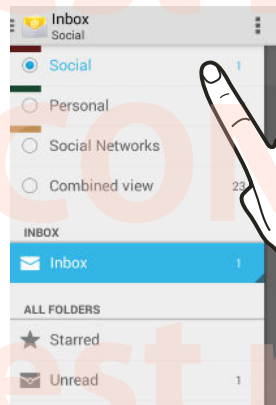 Inbox
Social
Social 1
Personal
Social Networks
Combined view 23
INBOX
Inbox 1
ALL FOLDERS
Starred
Unread 1